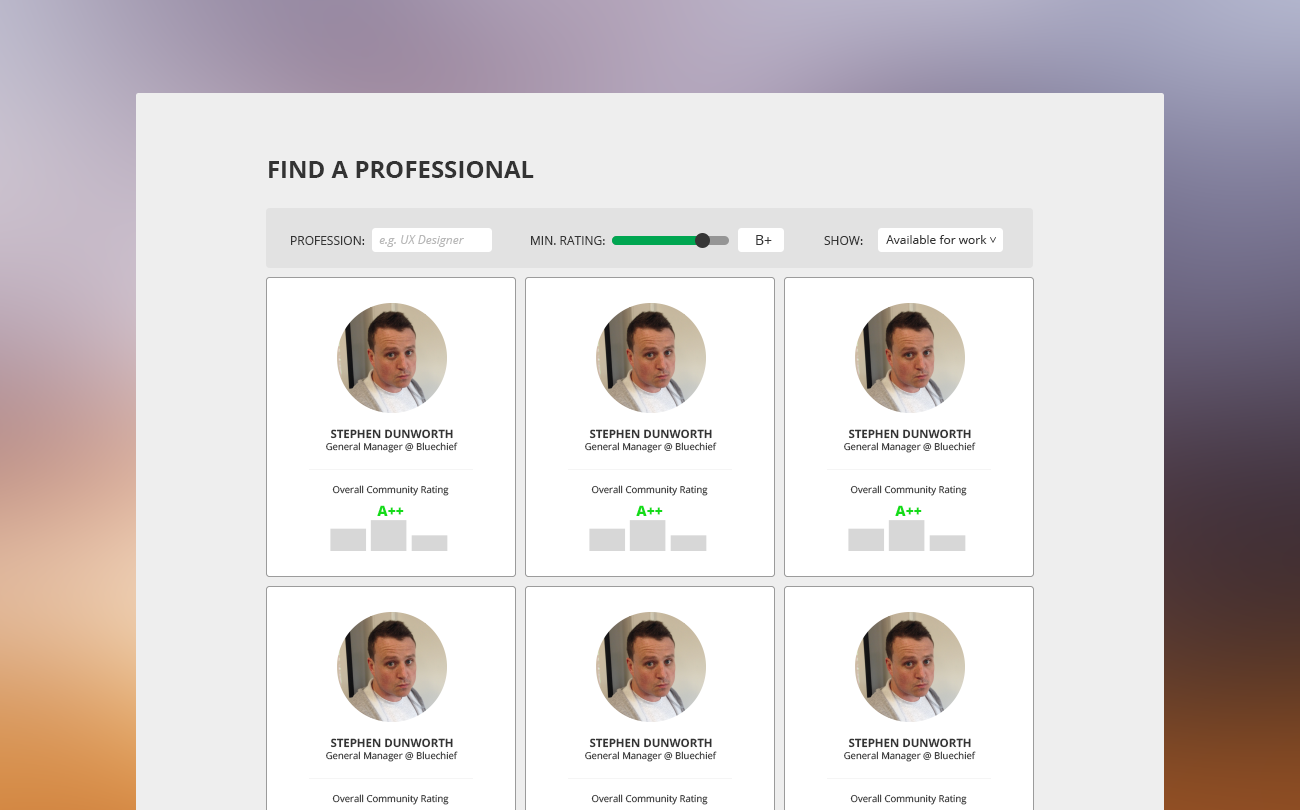 FIND A PROFESSIONAL
PROFESSION: e.g. UX Designer MIN. RATING: B+ SHOW: Available for work v
STEPHEN DUNWORTH STEPHEN DUNWORTH STEPHEN DUNWORTH
General Manager @ Bluechief General Manager @ Bluechief General Manager @ Bluechief
Overall Community Rating Overall Community Rating Overall Community Rating
A++ A++ A++
STEPHEN DUNWORTH STEPHEN DUNWORTH STEPHEN DUNWORTH
General Manager @ Bluechief General Manager @ Bluechief General Manager @ Bluechief
Overall Community Rating Overall Community Rating Overall Community Rating